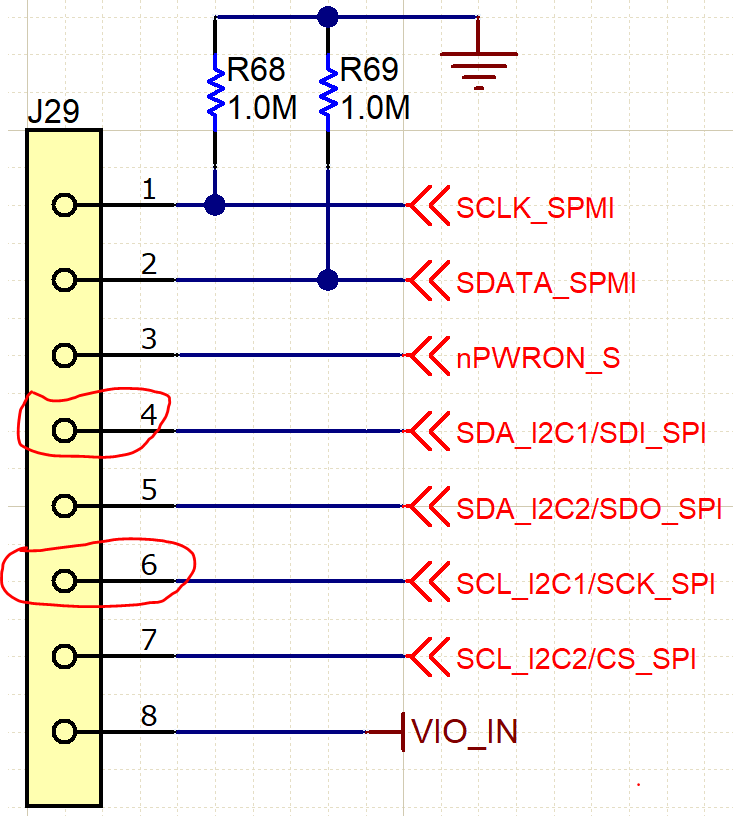 R68
1.0M
R69
1.0M
J29
1
SCLK_SPMI
2
SDATA_SPMI
3
nPWRON_S
4
SDA_I2C1/SDI_SPI
5
SDA_I2C2/SDO_SPI
6
SCL_I2C1/SCK_SPI
7
SCL_I2C2/CS_SPI
8
VIO_IN